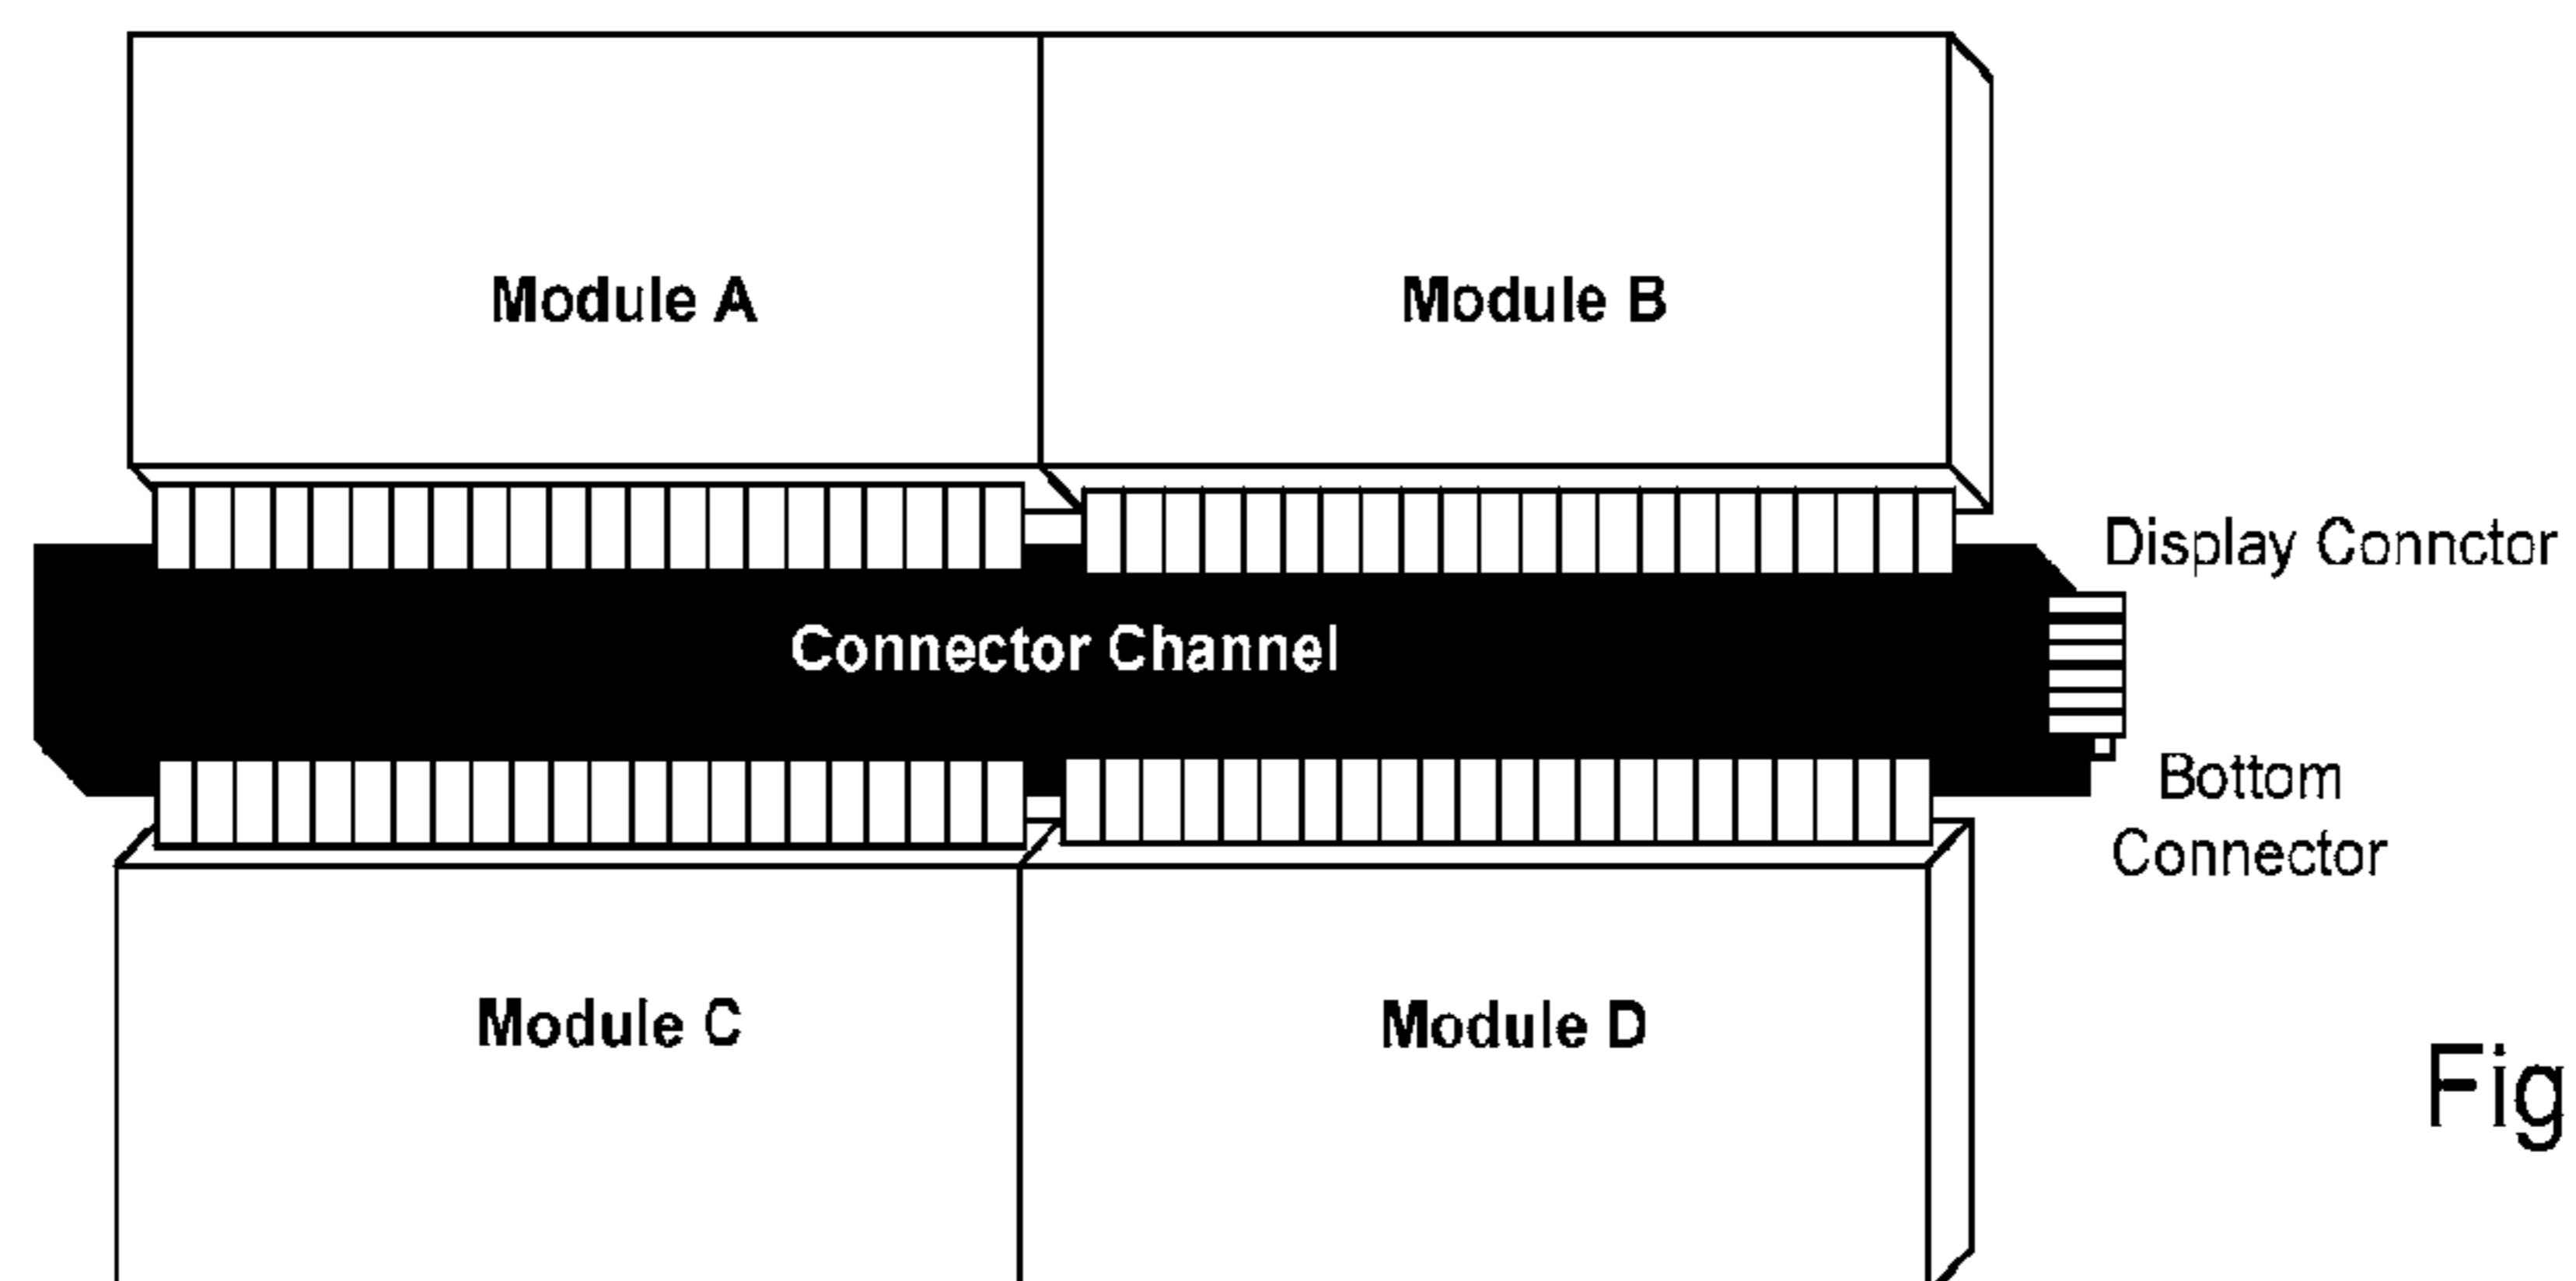 Module A
Module B
Display Connctor
Connector Channel
Bottom
Connector
Module C
Module D
Fig